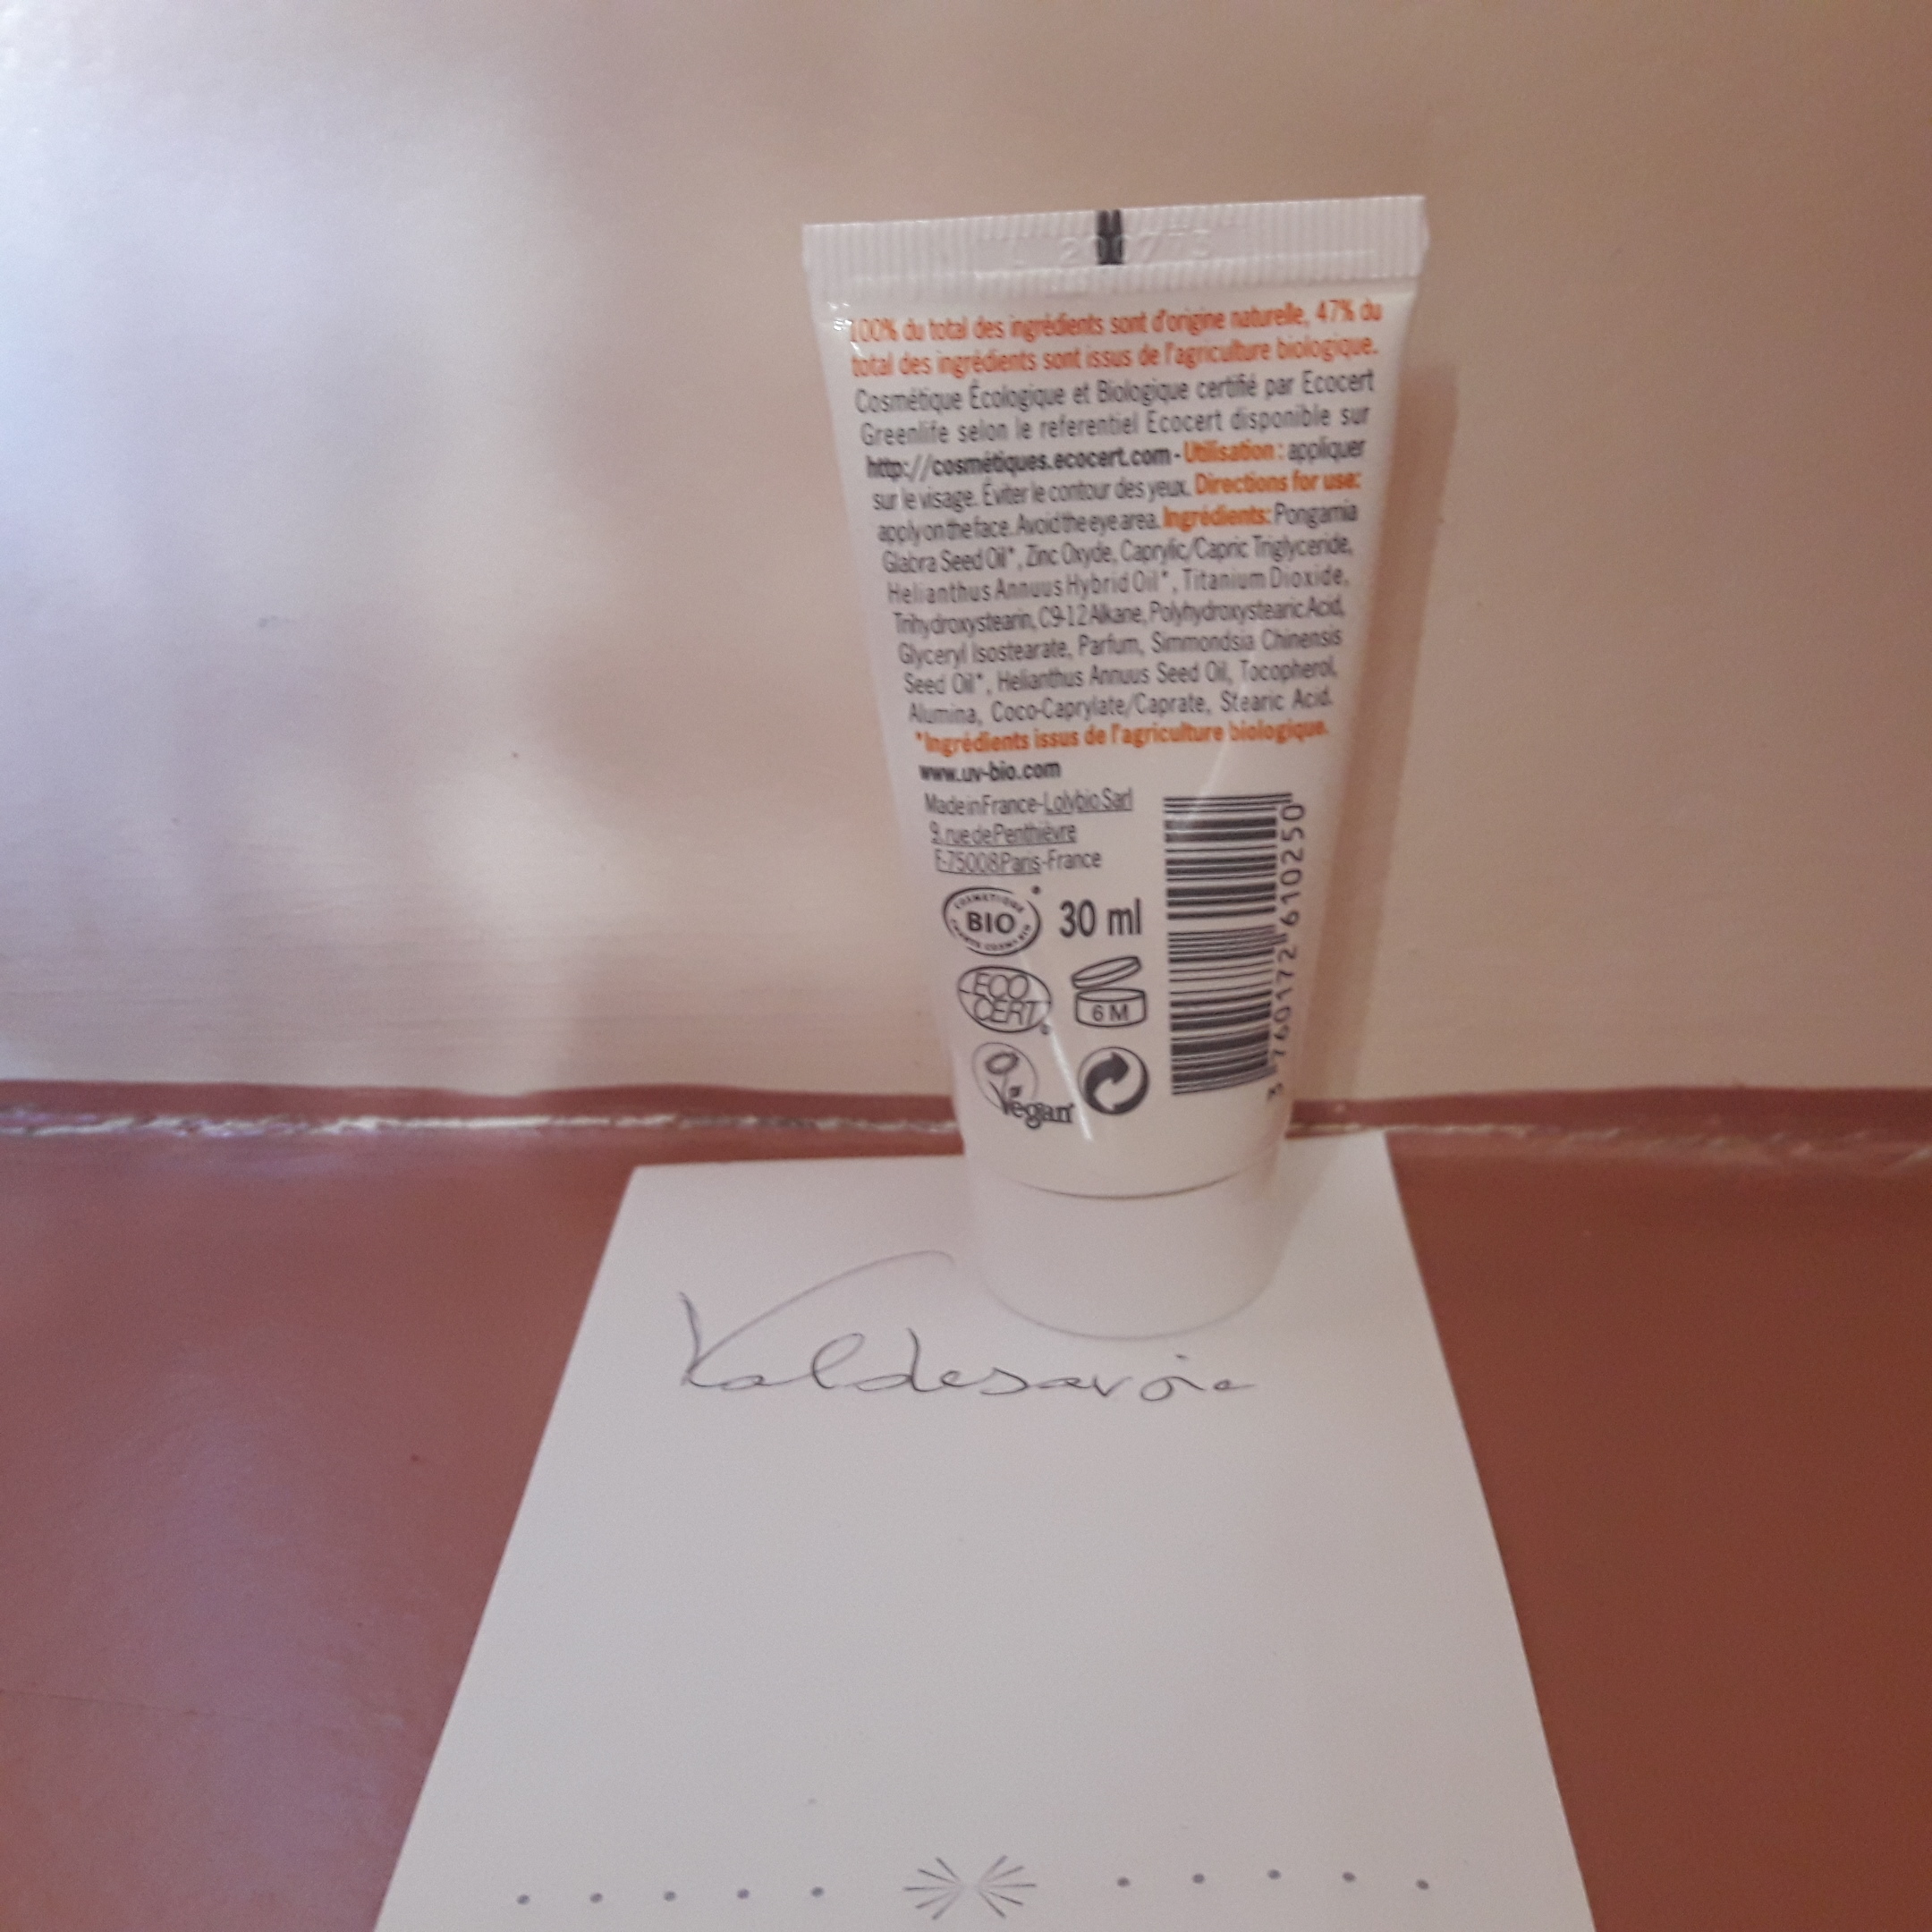 100% du total des ingrédients sont d'origine naturelle, 47% du
total des ingrédients sont issus de l'agriculture biologique.
Cosmétique Écologique et Biologique certifié par Ecocert
Greenlife selon le referentiel Ecocert disponible sur
http://cosmétiques.ecocert.com - Utilisation : appliquer
sur le visage. Éviter le contour des yeux. Directions for use:
apply on the face. Avoid the eye area. Ingrédients: Pongamia
Glabra Seed Oil*, Zinc Oxyde, Caprylic/Capric Triglyceride,
Helianthus Annuus Hybrid Oil*, Titanium Dioxide,
Trihydroxystearin, C9-12 Alkane, Polyhydroxystearic Acid,
Glyceryl Isostearate, Parfum, Simmondsia Chinensis
Seed Oil*, Helianthus Annuus Seed Oil, Tocopherol,
Alumina, Coco-Caprylate/Caprate, Stearic Acid.
*Ingrédients issus de l'agriculture biologique.
www.uv-bio.com
Made in France - Lolybio Sarl
9, rue de Penthièvre
F-75008 Paris - France
COSMETIQUE
BIO
30 ml
ECO
CERT
6 M
Vegan
3 760172 610250
Valdesavoie